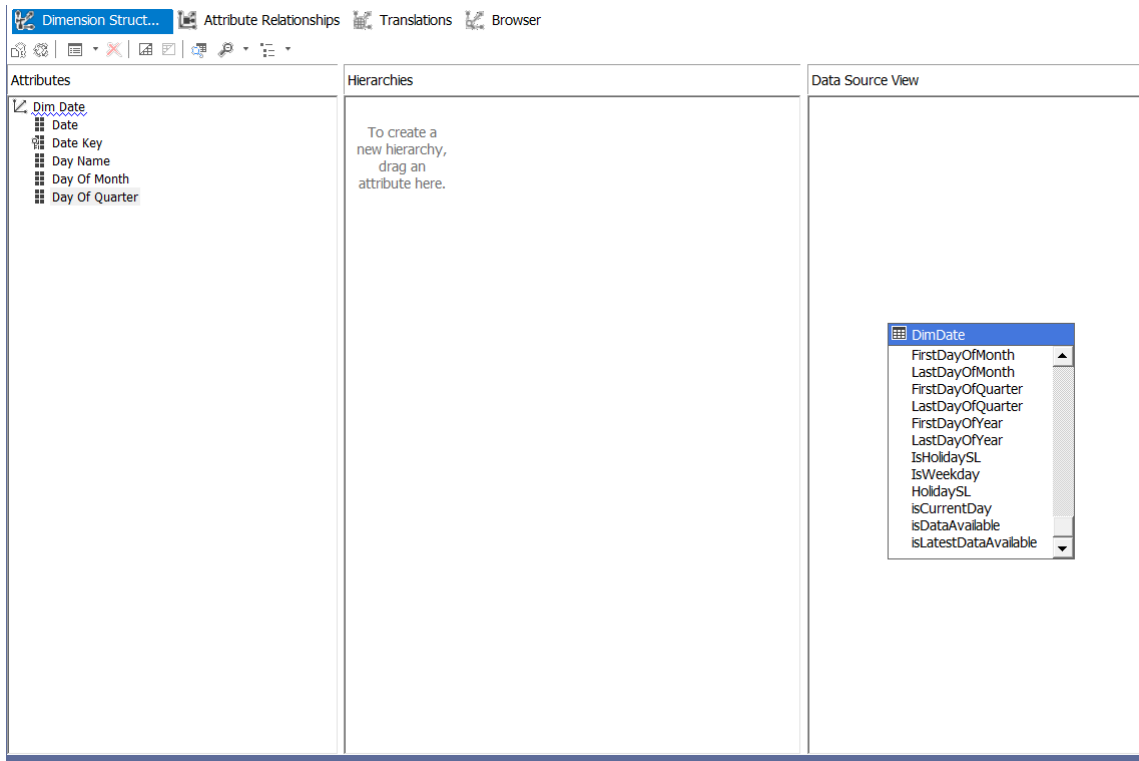 Dimension Struct... Attribute Relationships Translations Browser
Attributes
Dim Date
Date
Date Key
Day Name
Day Of Month
Day Of Quarter
Hierarchies
To create a
new hierarchy,
drag an
attribute here.
Data Source View
DimDate
FirstDayOfMonth
LastDayOfMonth
FirstDayOfQuarter
LastDayOfQuarter
FirstDayOfYear
LastDayOfYear
IsHolidaySL
IsWeekday
HolidaySL
isCurrentDay
isDataAvailable
isLatestDataAvailable